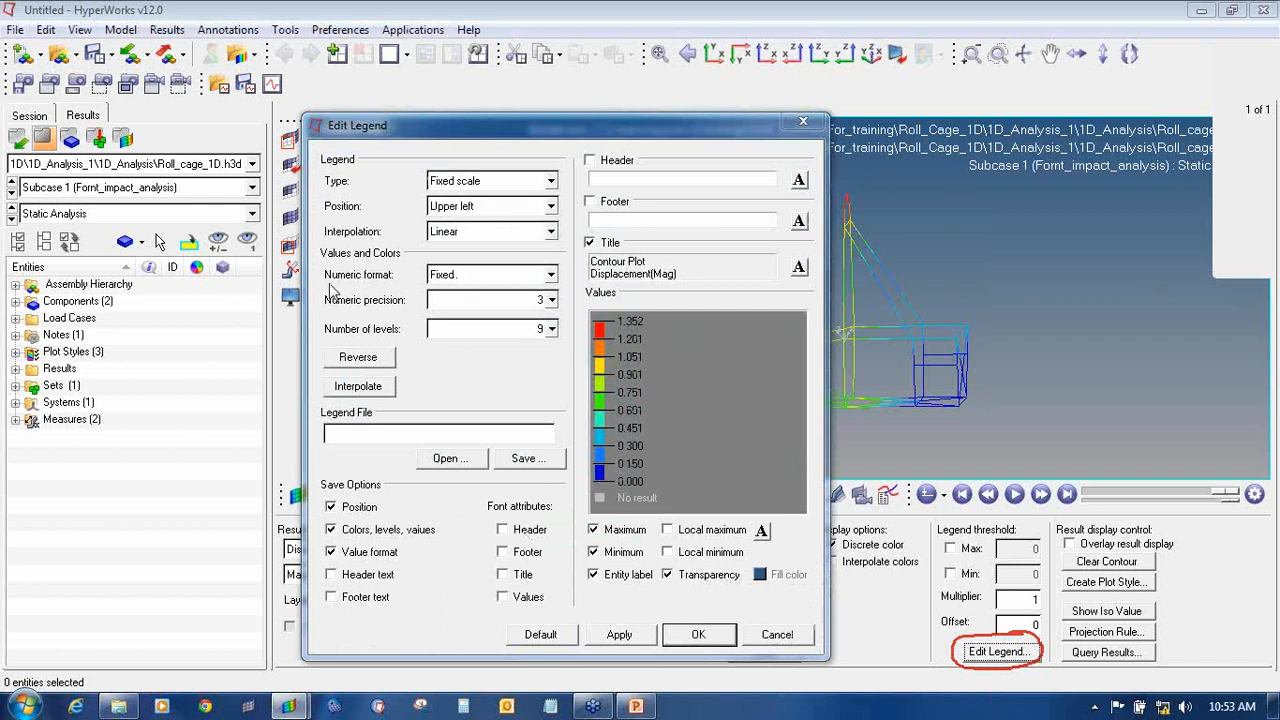 Untitled - HyperWorks v12.0
File Edit View Model Results Annotations Tools Preferences Applications Help
Session Results
1D\1D_Analysis_1\1D_Analysis\Roll_cage_1D.h3d
Subcase 1 (Fornt_impact_analysis)
Static Analysis
Entities ID
Assembly Hierarchy
Components (2)
Load Cases
Notes (1)
Plot Styles (3)
Results
Sets (1)
Systems (1)
Measures (2)
1 of 1
For_training\Roll_Cage_1D\1D_Analysis_1\1D_Analysis\Roll_cag
For_training\Roll_Cage_1D\1D_Analysis_1\1D_Analysis\Roll_cag
Subcase 1 (Fornt_impact_analysis) : Static
Edit Legend
Legend
Type: Fixed scale
Position: Upper left
Interpolation: Linear
Values and Colors
Numeric format: Fixed.
Numeric precision: 3
Number of levels: 9
Reverse
Interpolate
Legend File
Open ... Save ...
Save Options
Position
Colors, levels, values
Value format
Header text
Footer text
Font attributes:
Header
Footer
Title
Values
Header
A
Footer
A
Title
Contour Plot
Displacement(Mag)
A
Values
1.352
1.201
1.051
0.901
0.751
0.691
0.451
0.300
0.150
0.000
No result
Maximum Local maximum A
Minimum Local minimum
Entity label Transparency Fill color
Default Apply OK Cancel
Resu
Dis
Ma
Lay
play options:
Discrete color
Interpolate colors
Legend threshold:
Max: 0
Min: 0
Multiplier: 1
Offset: 0
Edit Legend...
Result display control:
Overlay result display
Clear Contour
Create Plot Style...
Show Iso Value
Projection Rule...
Query Results...
0 entities selected
10:53 AM